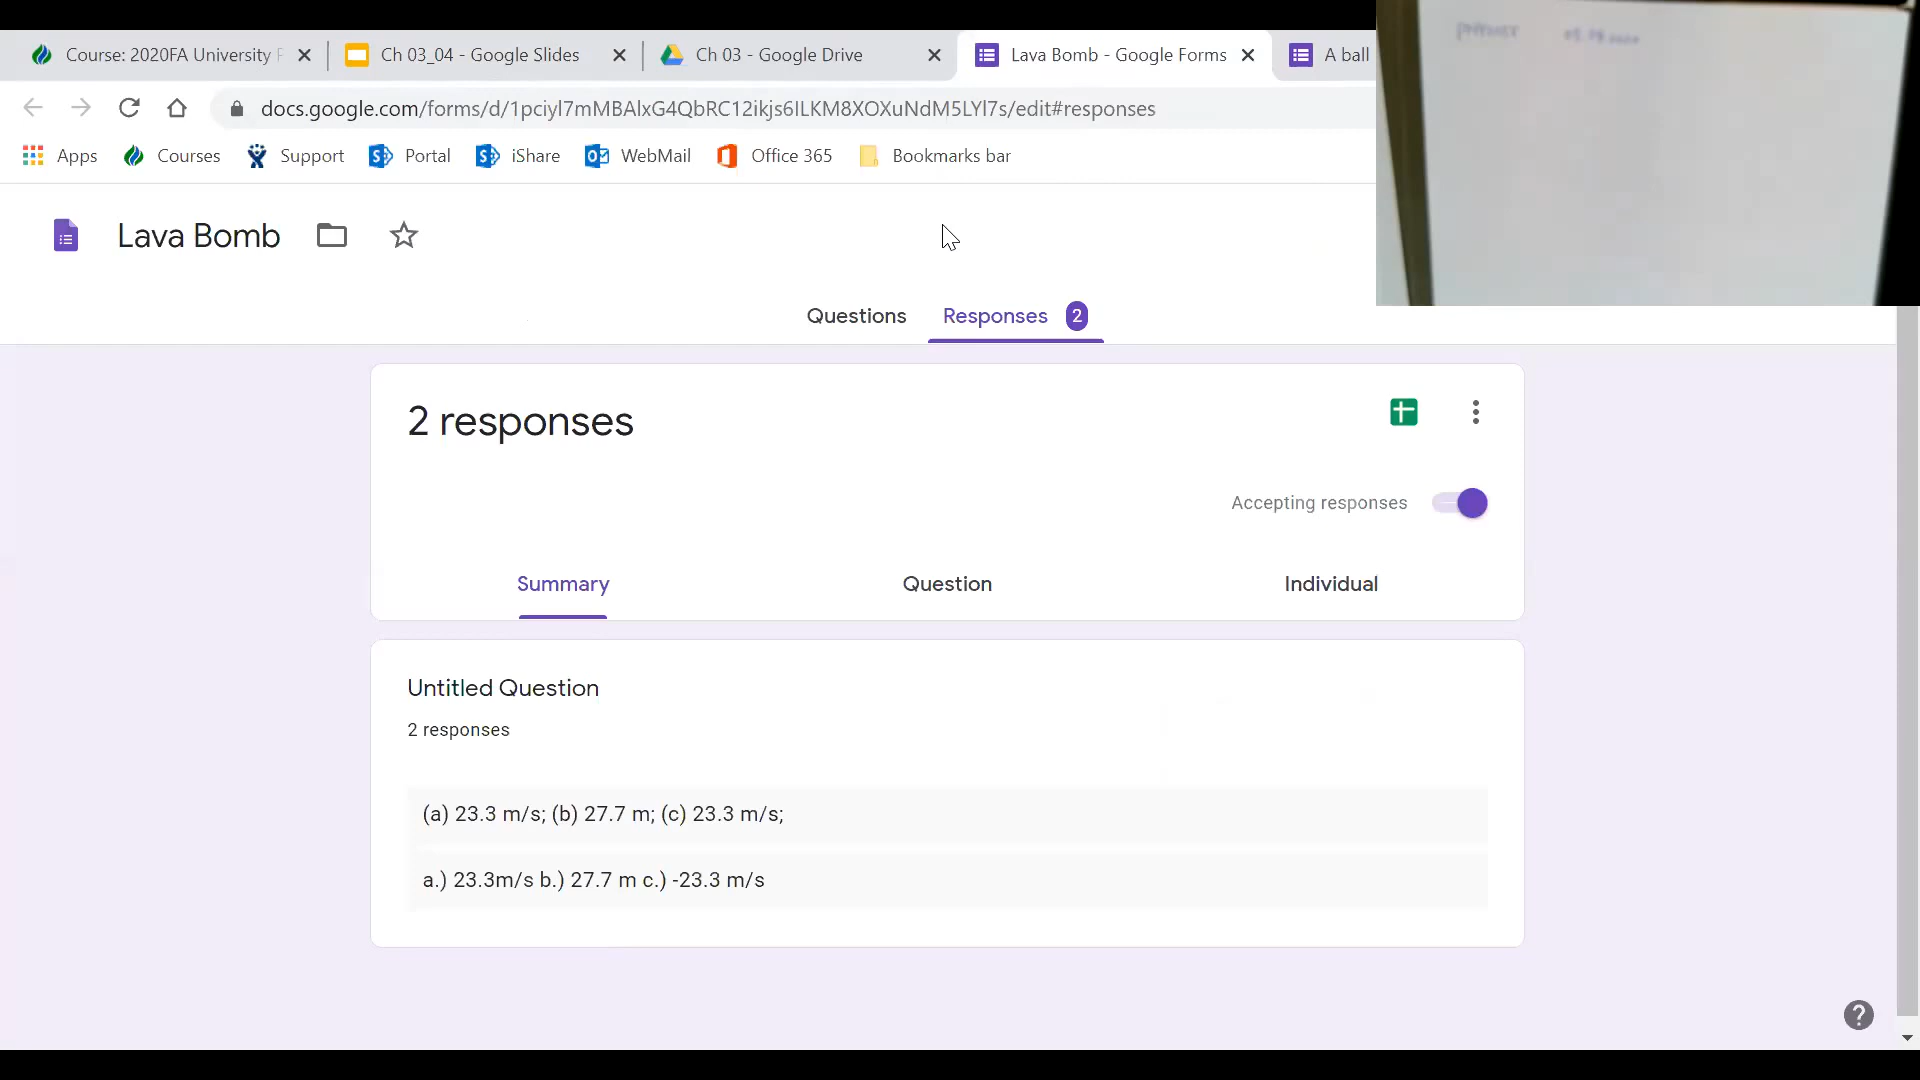 Course: 2020FA University
Ch 03_04 - Google Slides
Ch 03 - Google Drive
Lava Bomb - Google Forms
A ball
docs.google.com/forms/d/1pciyl7mMBAlxG4QbRC12ikjs6ILKM8XOXuNdM5LYl7s/edit#responses
Apps Courses Support Portal iShare WebMail Office 365 Bookmarks bar
Lava Bomb
Questions Responses 2
2 responses
Accepting responses
Summary Question Individual
Untitled Question
2 responses
(a) 23.3 m/s; (b) 27.7 m; (c) 23.3 m/s;
a.) 23.3m/s b.) 27.7 m c.) -23.3 m/s